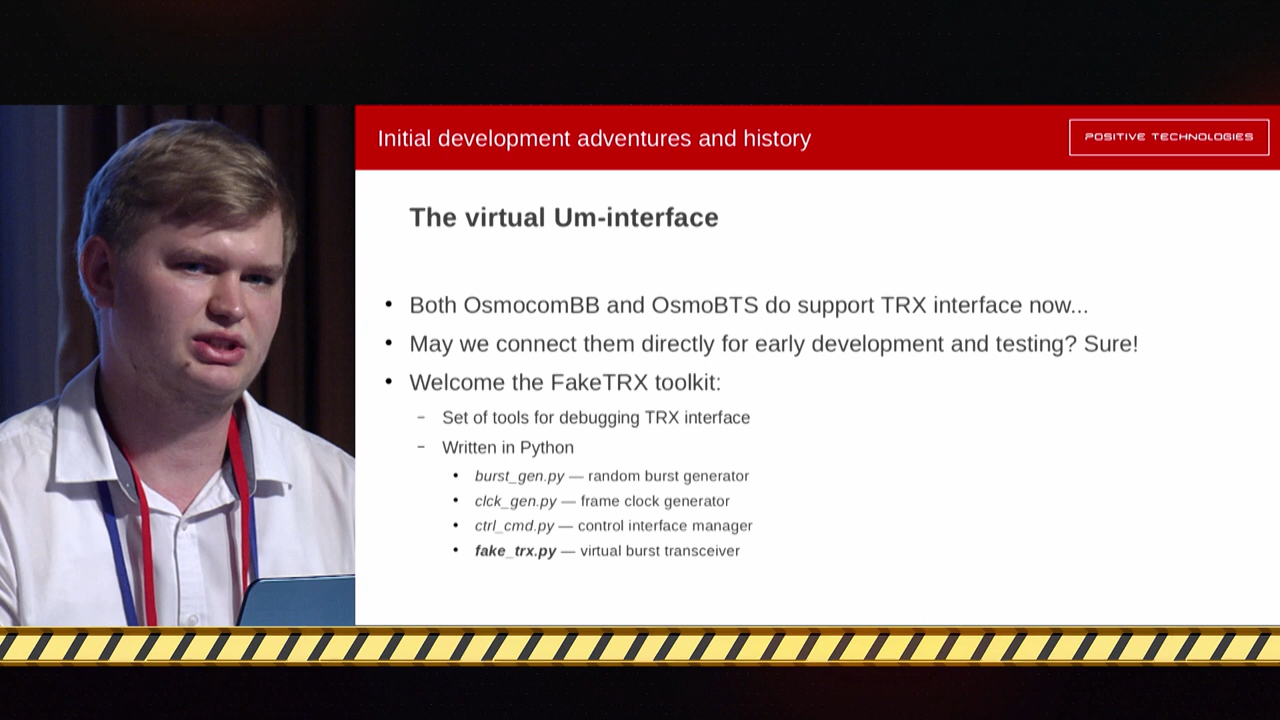 Initial development adventures and history
POSITIVE TECHNOLOGIES
The virtual Um-interface
• Both OsmocomBB and OsmoBTS do support TRX interface now...
• May we connect them directly for early development and testing? Sure!
• Welcome the FakeTRX toolkit:
– Set of tools for debugging TRX interface
– Written in Python
• burst_gen.py — random burst generator
• clck_gen.py — frame clock generator
• ctrl_cmd.py — control interface manager
• fake_trx.py — virtual burst transceiver